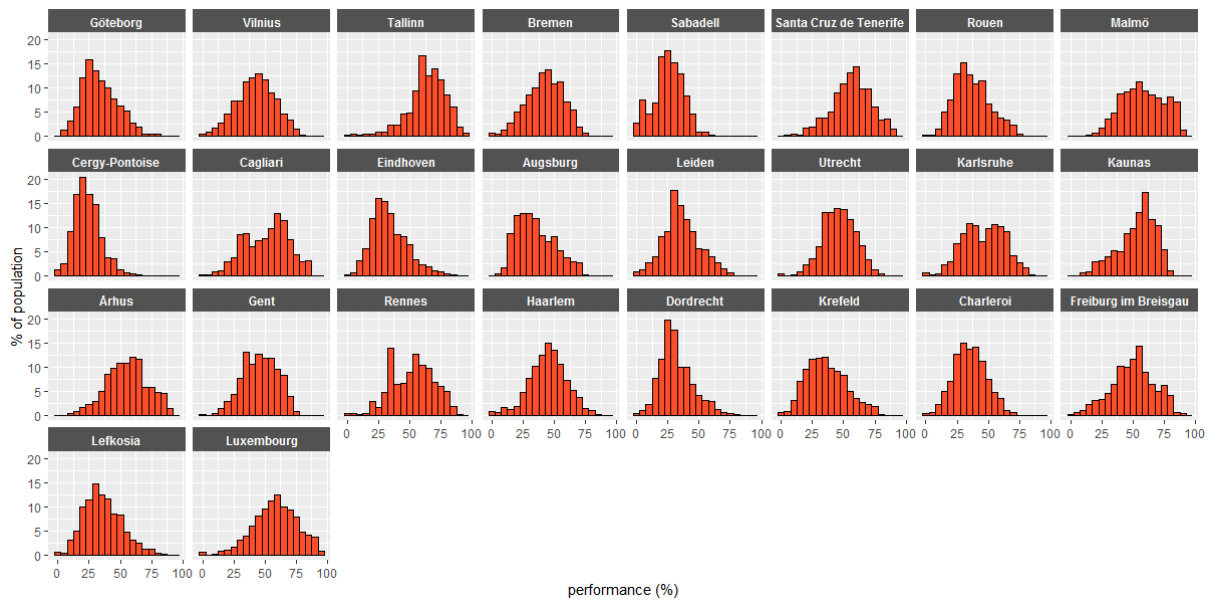 Göteborg
Vilnius
Tallinn
Bremen
Sabadell
Santa Cruz de Tenerife
Rouen
Malmö
20
15
10
5
0
Cergy-Pontoise
Cagliari
Eindhoven
Augsburg
Leiden
Utrecht
Karlsruhe
Kaunas
20
15
10
5
0
% of population
Århus
Gent
Rennes
Haarlem
Dordrecht
Krefeld
Charleroi
Freiburg im Breisgau
20
15
10
5
0
0 25 50 75 100
0 25 50 75 100
0 25 50 75 100
0 25 50 75 100
0 25 50 75 100
0 25 50 75 100
Lefkosia
Luxembourg
20
15
10
5
0
0 25 50 75 100
0 25 50 75 100
performance (%)